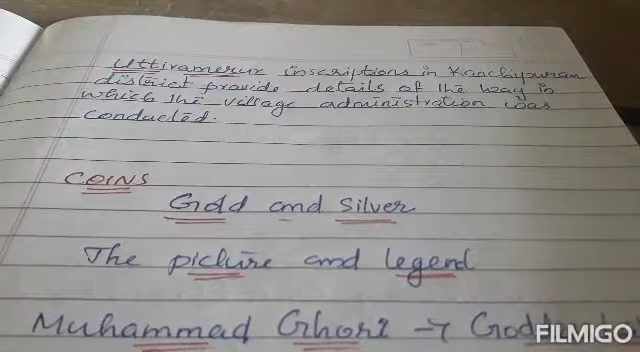 Uttiramerur inscriptions in Kanchipuram
district provide details of the way in
which the village administration was
conducted.
COINS
Gold and Silver
The picture and legend
Muhammad Ghori →
FILMIGO